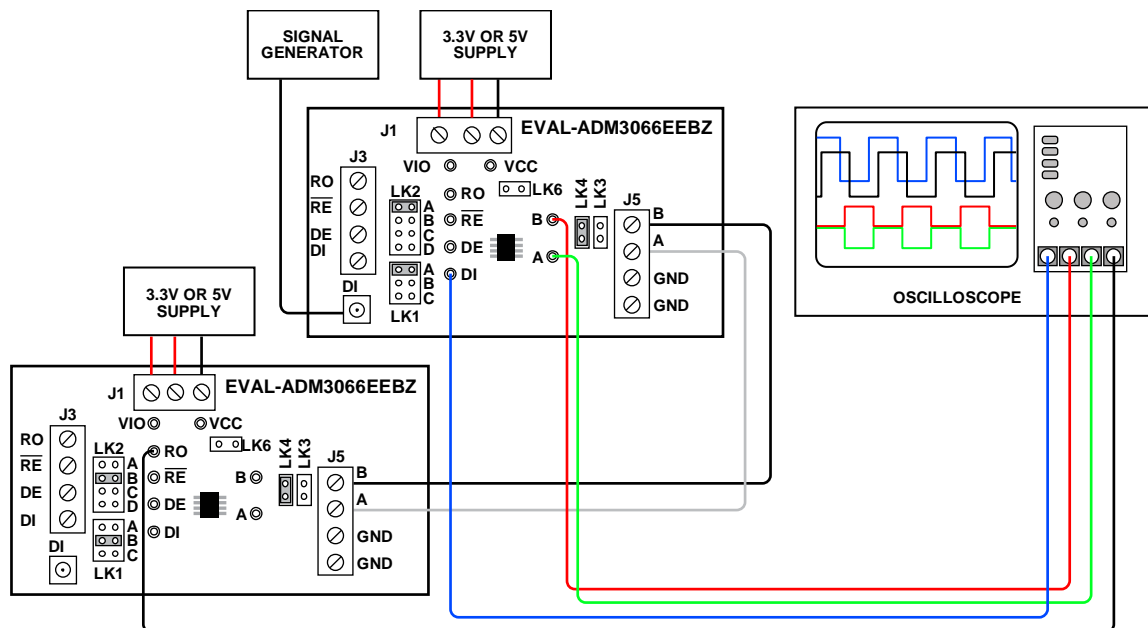 SIGNAL
GENERATOR
3.3V OR 5V
SUPPLY
J1
EVAL-ADM3066EEBZ
VIO
VCC
J3
RO
RE
DE
DI
LK2
A
B
C
D
RO
RE
DE
DI
LK6
B
A
LK4
LK3
J5
B
A
GND
GND
DI
A
B
C
LK1
OSCILLOSCOPE
3.3V OR 5V
SUPPLY
J1
EVAL-ADM3066EEBZ
VIO
VCC
J3
RO
RE
DE
DI
LK2
A
B
C
D
RO
RE
DE
DI
LK6
B
A
LK4
LK3
J5
B
A
GND
GND
DI
A
B
C
LK1